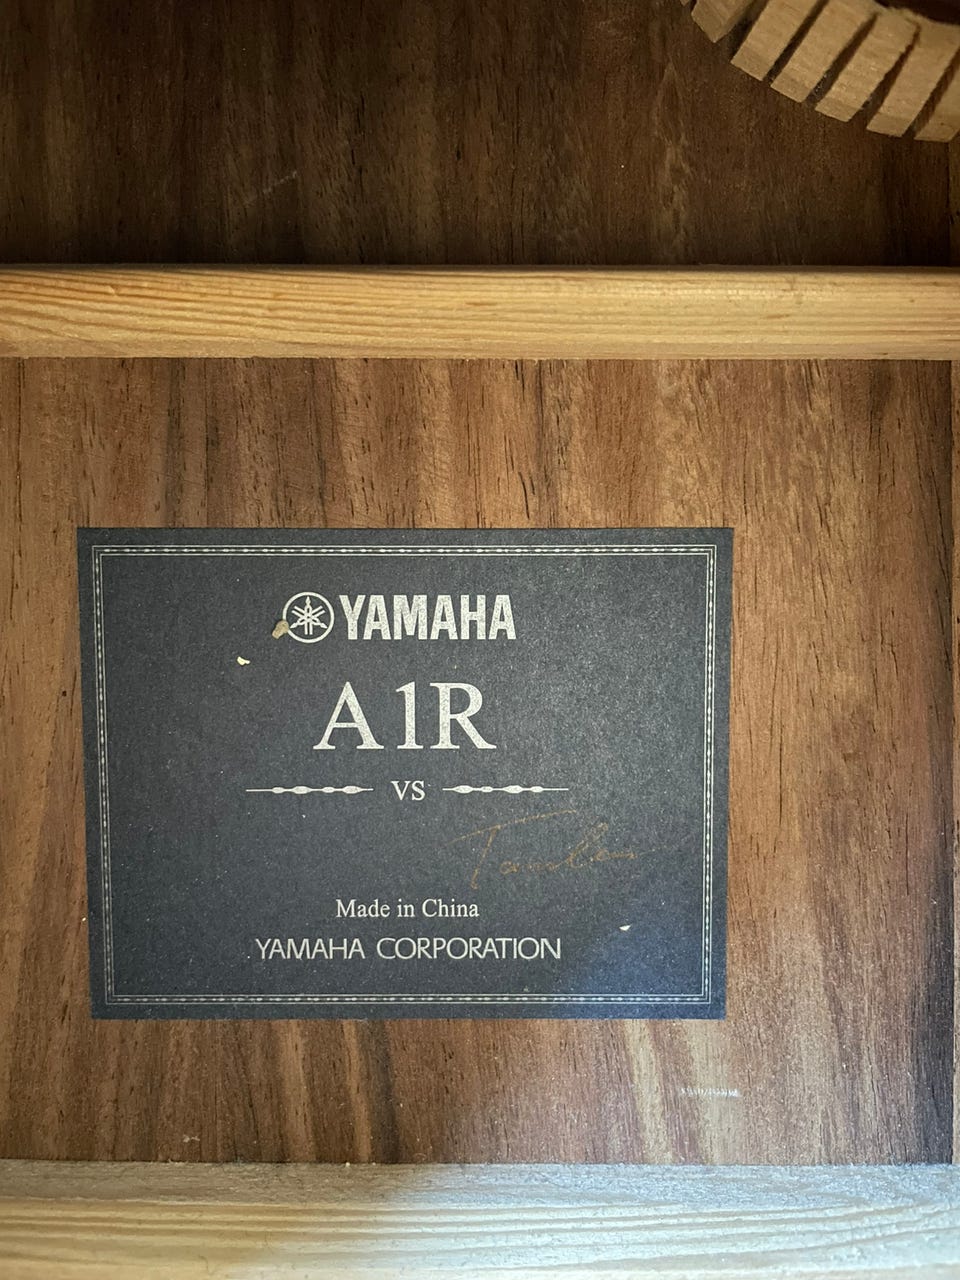 YAMAHA
A1R
VS
Made in China
YAMAHA CORPORATION